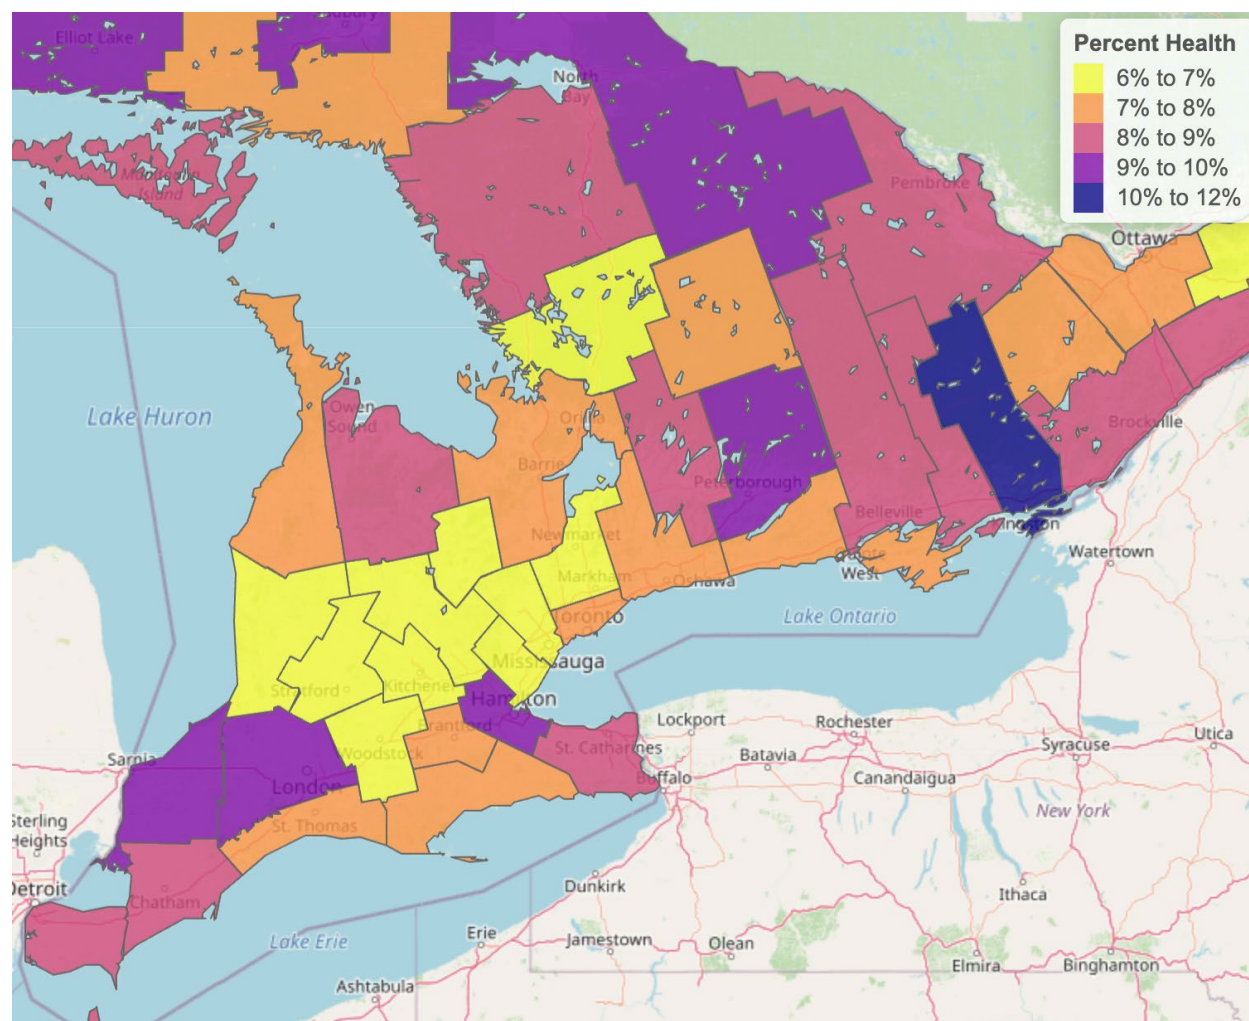 Sudbury
Elliot Lake
Percent Health
6% to 7%
7% to 8%
8% to 9%
9% to 10%
10% to 12%
North
Bay
Manitoulin
Island
Pembroke
Ottawa
Lake Huron
Owen
Sound
Orillia
Barrie
Brockville
Peterborough
Belleville
Kingston
Newmarket
Markham
Oshawa
Quinte
West
Watertown
Toronto
Lake Ontario
Mississauga
Stratford
Kitchener
Hamilton
Brantford
St. Catharines
Lockport
Rochester
Syracuse
Utica
Woodstock
Sarnia
Batavia
Buffalo
Canandaigua
London
New York
Sterling
Heights
St. Thomas
Detroit
Chatham
Dunkirk
Ithaca
Lake Erie
Erie
Jamestown
Olean
Elmira
Binghamton
Ashtabula